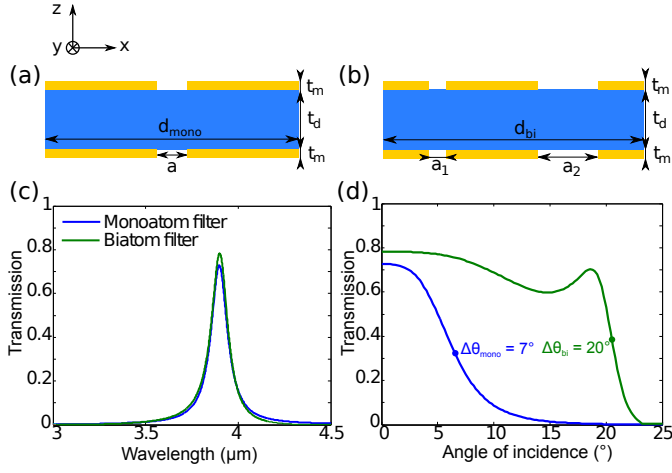 z
y x
(a) (b)
t_m t_m
d_mono t_d d_bi t_d
a t_m a_1 a_2 t_m
(c) (d)
Monoatom filter
Biatom filter
Transmission
1
0.8
0.6
0.4
0.2
0
3 3.5 4 4.5
Wavelength (μm)
Transmission
1
0.8
0.6
0.4
0.2
0
Δθ_mono = 7° Δθ_bi = 20°
0 5 10 15 20 25
Angle of incidence (°)